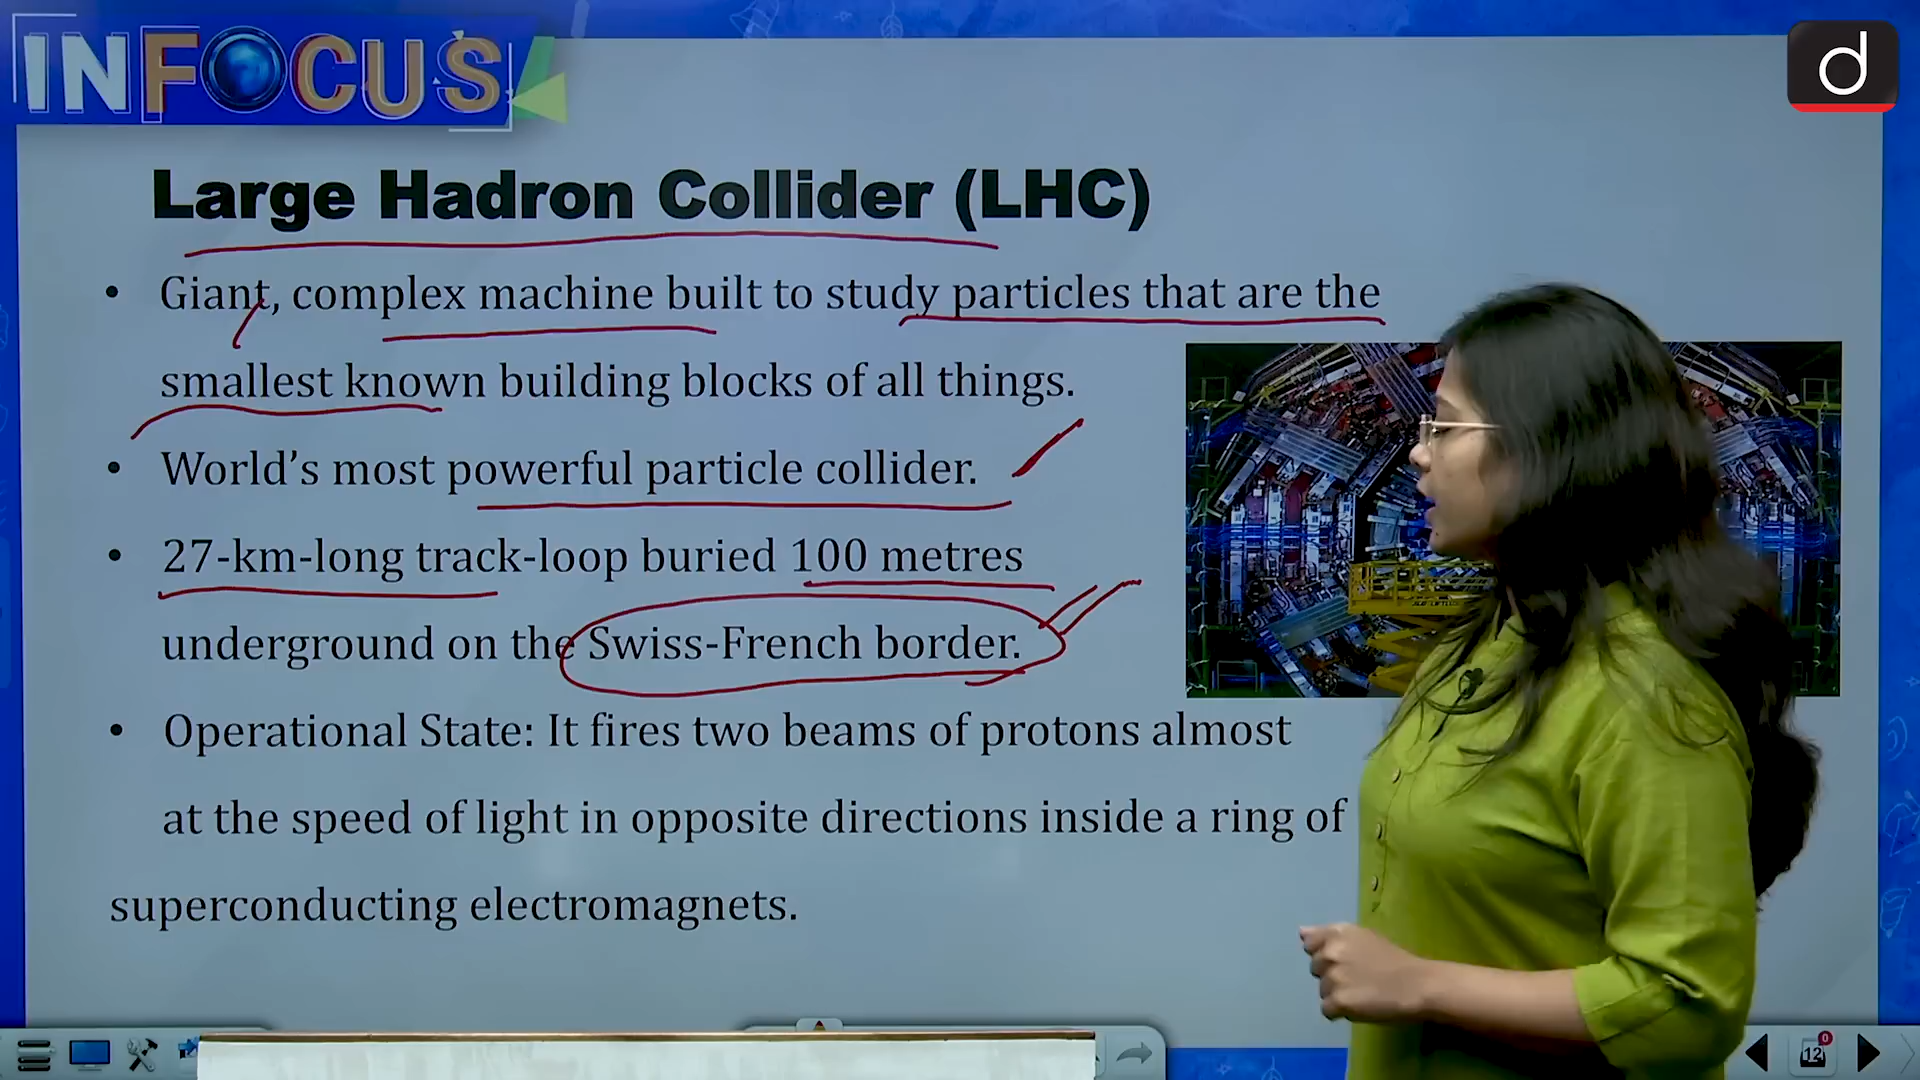 INFOCUS
d
Large Hadron Collider (LHC)
• Giant, complex machine built to study particles that are the
smallest known building blocks of all things.
• World’s most powerful particle collider.
• 27-km-long track-loop buried 100 metres
underground on the Swiss-French border.
• Operational State: It fires two beams of protons almost
at the speed of light in opposite directions inside a ring of
superconducting electromagnets.
12
0